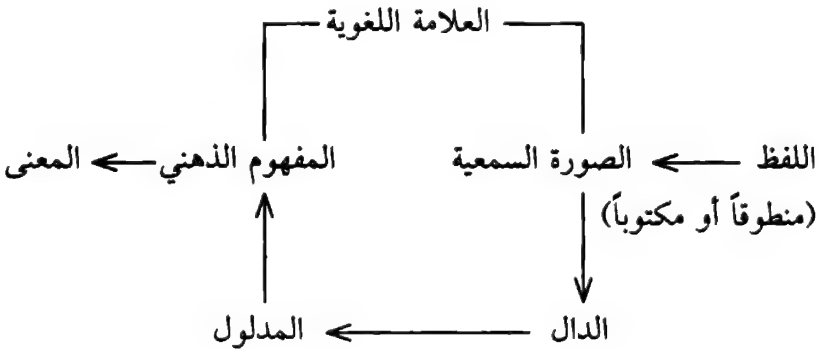 العلامة اللغوية
اللفظ الصورة السمعية المفهوم الذهني المعنى
(منطوقاً أو مكتوباً)
الدال المدلول